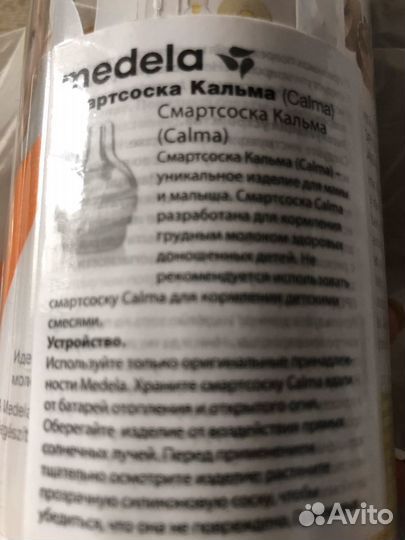 medela
артсоска Кальма (Calma)
Смартсоска Кальма
(Calma)
Смартсоска Кальма (Calma) –
уникальное изделие для мамы
и малыша. Смартсоска Calma
разработана для кормления
грудным молоком здоровых
доношенных детей. Не
рекомендуется использовать
смартсоску Calma для кормления детскими
смесями.
Устройство.
Используйте только оригинальные принадлеж-
ности Medela. Храните смартсоску Calma вдали
от батарей отопления и открытого огня.
Оберегайте изделие от воздействия прямых
солнечных лучей. Перед применением
тщательно осмотрите изделие, растяните
прозрачную силиконовую соску, чтобы
убедиться, что она не повреждена.
Avito